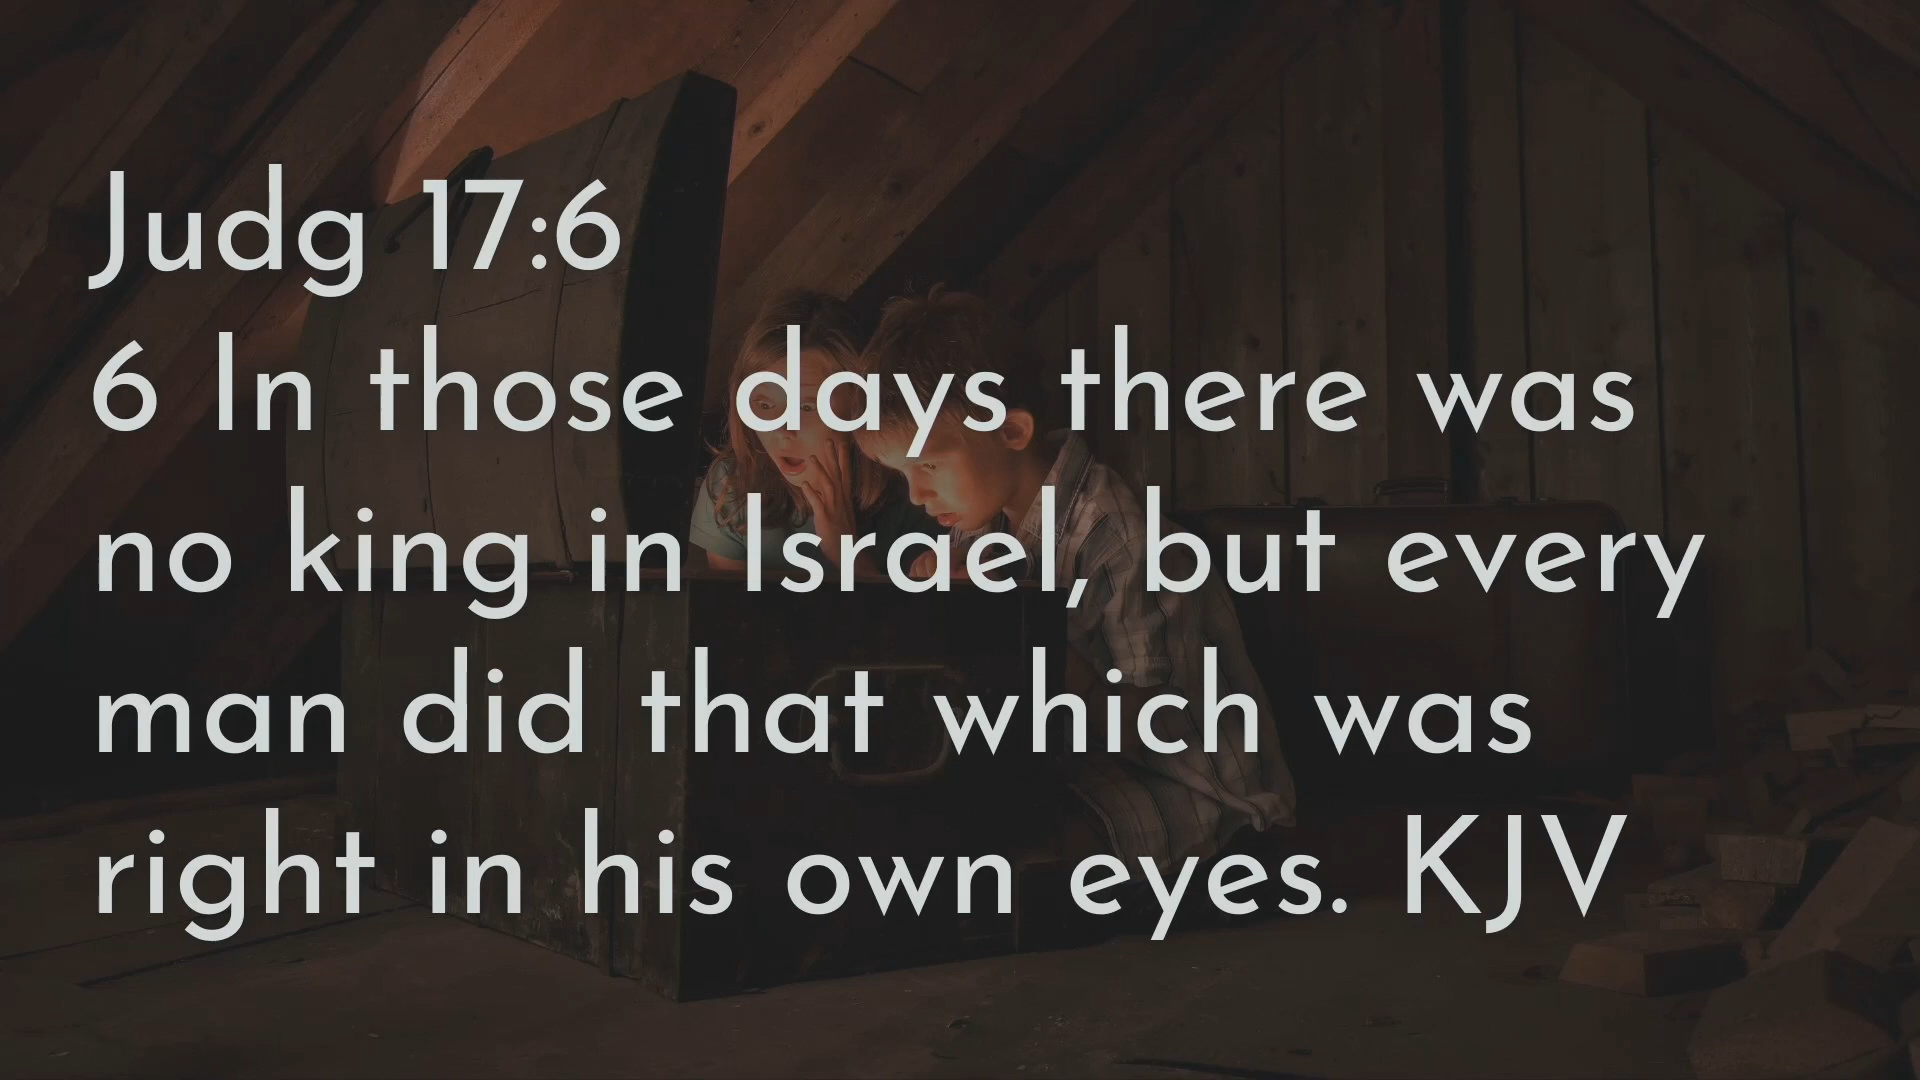 Judg 17:6
6 In those days there was
no king in Israel, but every
man did that which was
right in his own eyes. KJV